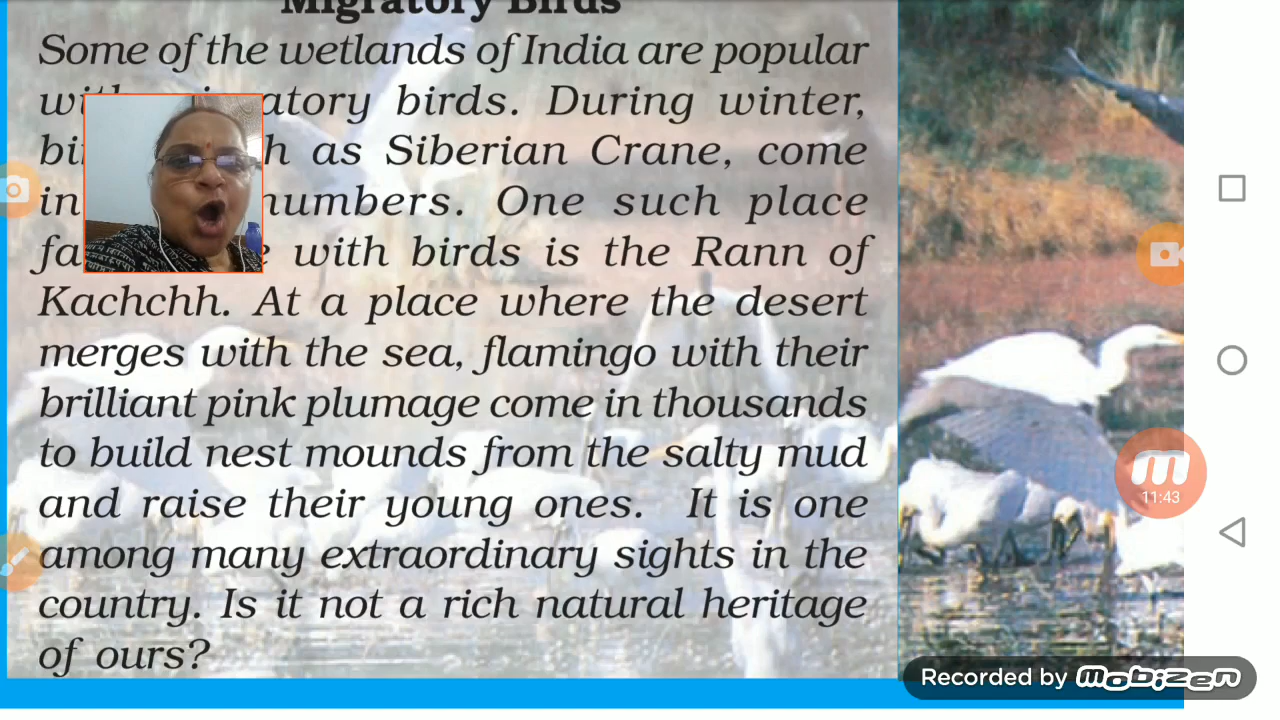 Migratory Birds
Some of the wetlands of India are popular
atory birds. During winter,
as Siberian Crane, come
in numbers. One such place
with birds is the Rann of
Kachchh. At a place where the desert
merges with the sea, flamingo with their
brilliant pink plumage come in thousands
to build nest mounds from the salty mud
and raise their young ones. It is one
among many extraordinary sights in the
country. Is it not a rich natural heritage
of ours?
11:43
Recorded by mobizen